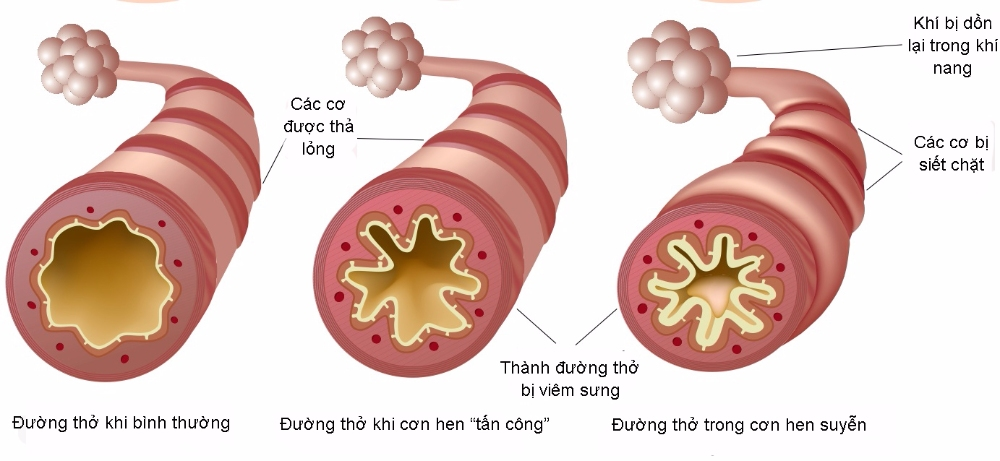 Khí bị dồn
lại trong khí
nang
Các cơ
được thả
lỏng
Các cơ bị
siết chặt
Thành đường thở
bị viêm sưng
Đường thở khi bình thường
Đường thở khi cơn hen “tấn công”
Đường thở trong cơn hen suyễn